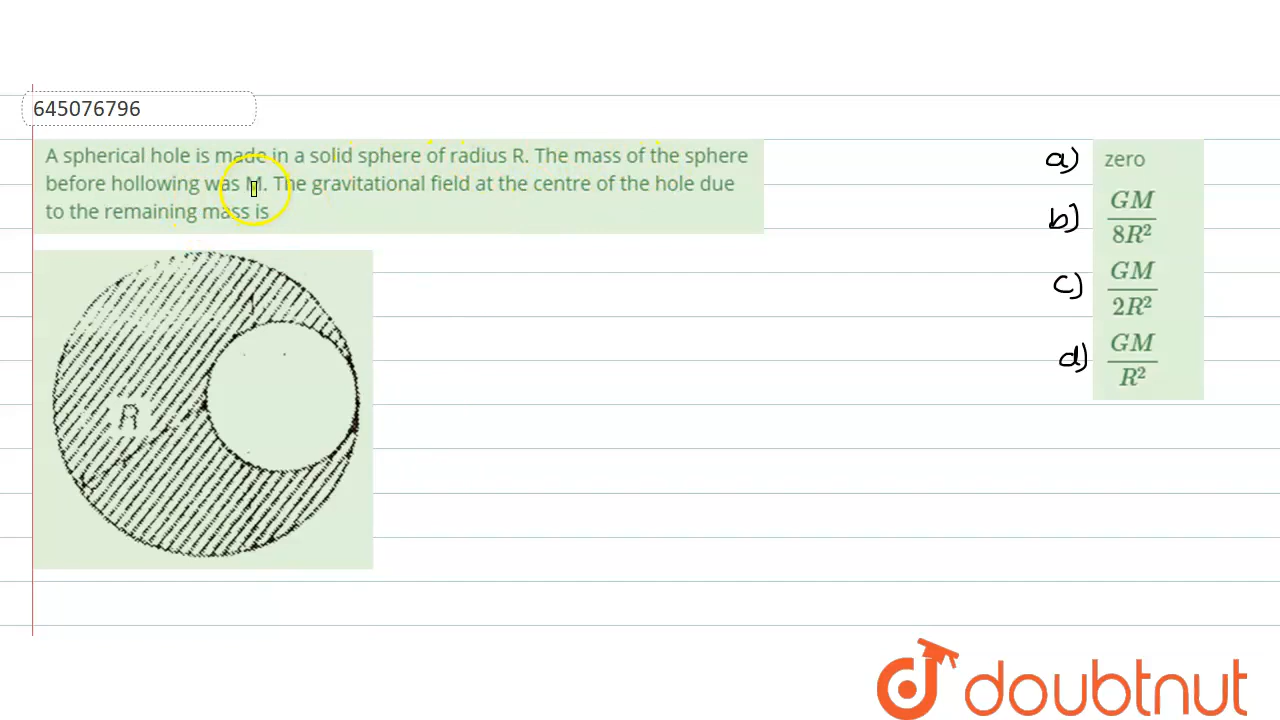 645076796
A spherical hole is made in a solid sphere of radius R. The mass of the sphere
before hollowing was M. The gravitational field at the centre of the hole due
to the remaining mass is
a) zero
b) GM/8R²
c) GM/2R²
d) GM/R²
R
doubtnut